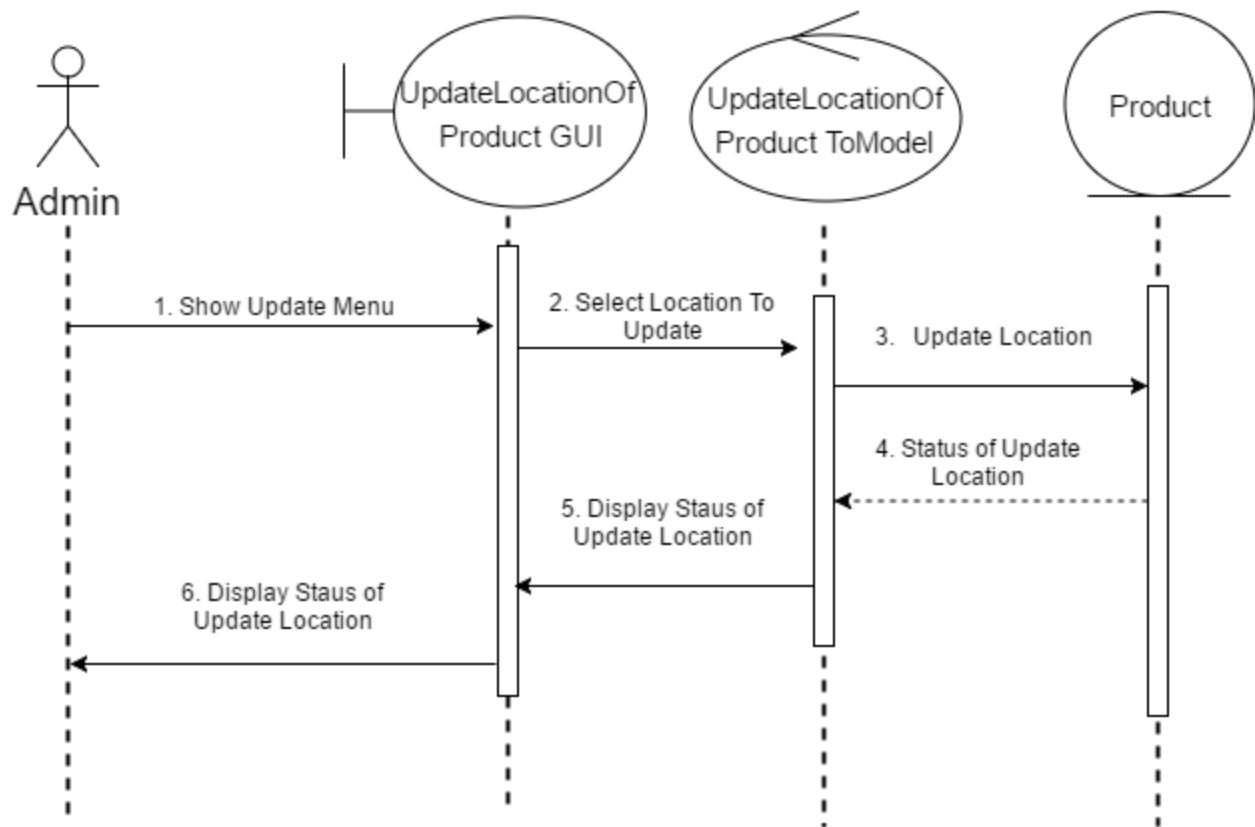 UpdateLocationOf
Product GUI
UpdateLocationOf
Product ToModel
Product
Admin
1. Show Update Menu
2. Select Location To
Update
3. Update Location
4. Status of Update
Location
5. Display Staus of
Update Location
6. Display Staus of
Update Location